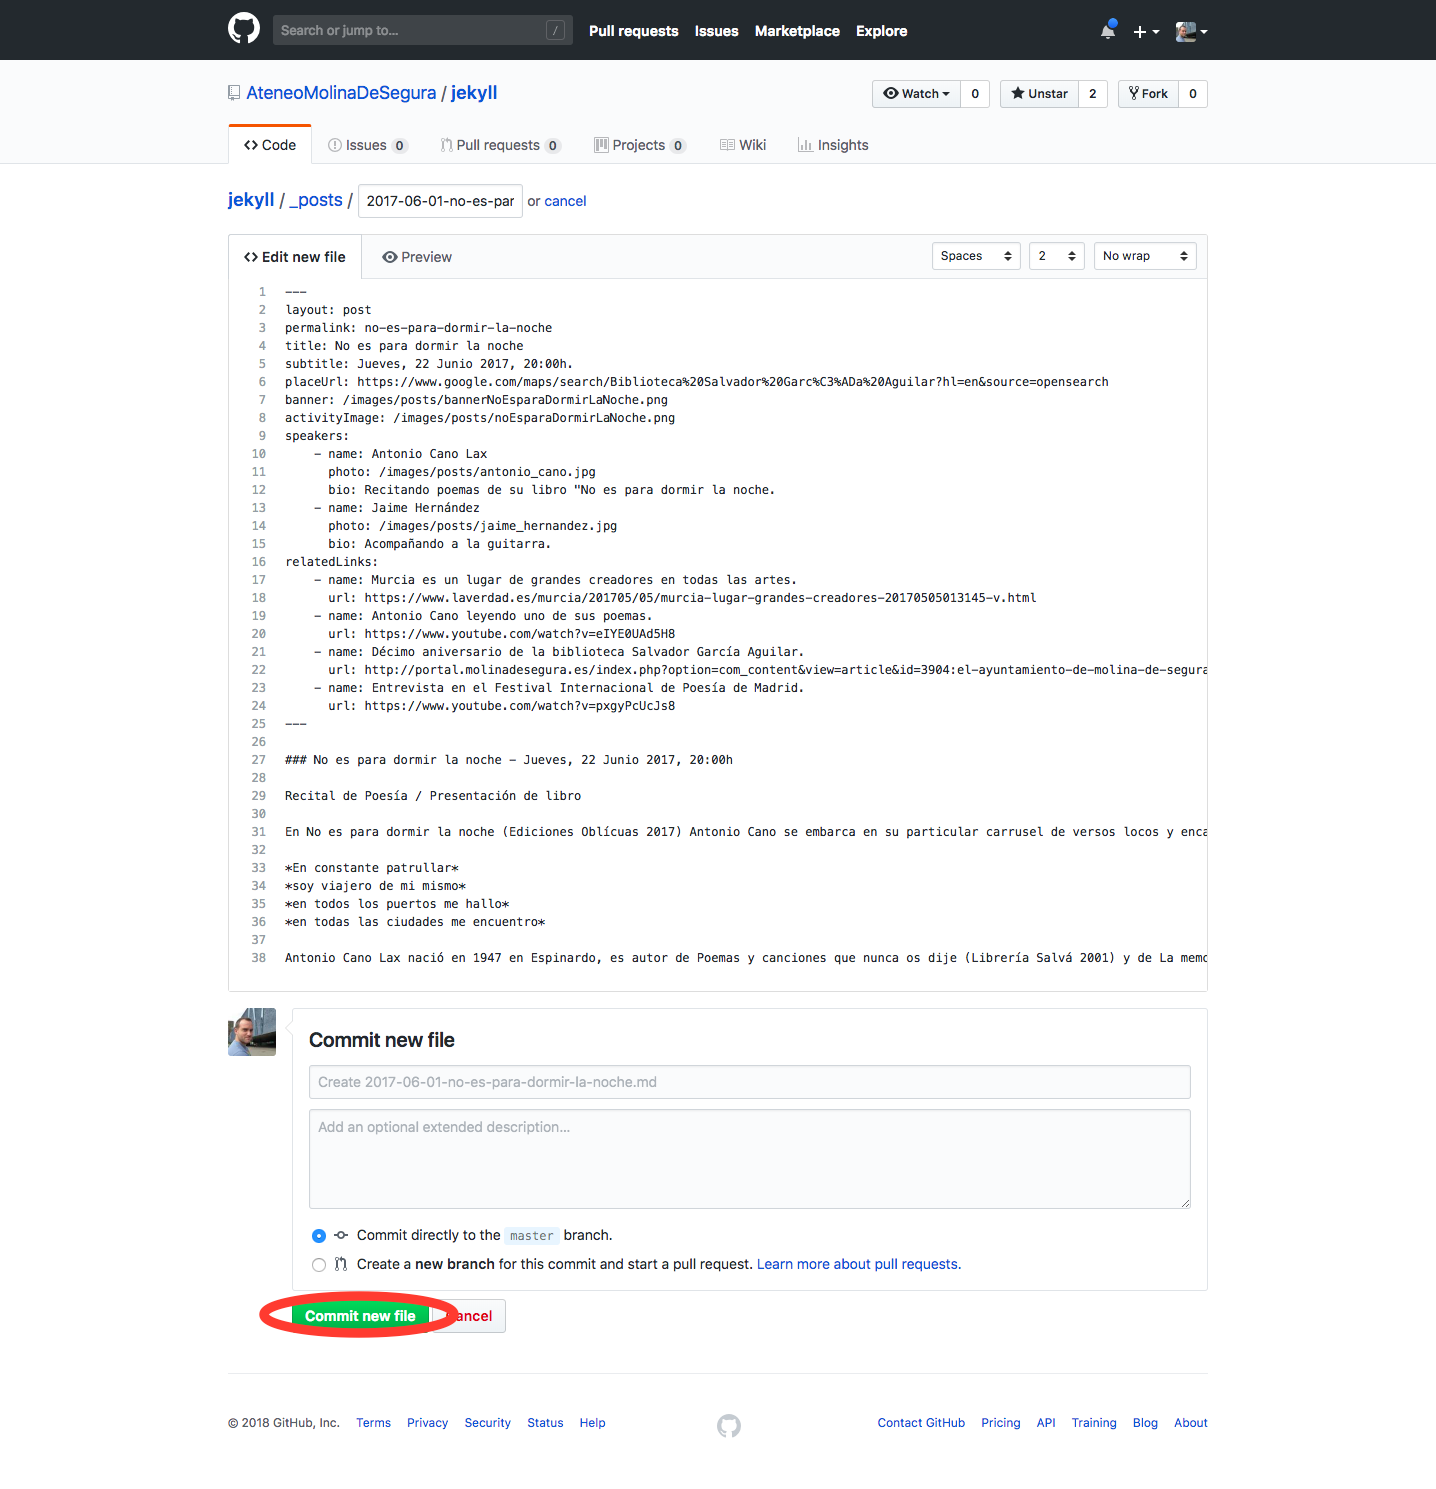 Search or jump to... / Pull requests Issues Marketplace Explore
AteneoMolinaDeSegura / jekyll Watch 0 Unstar 2 Fork 0
Code Issues 0 Pull requests 0 Projects 0 Wiki Insights
jekyll / _posts / 2017-06-01-no-es-par or cancel
Edit new file Preview Spaces 2 No wrap
1 ---
2 layout: post
3 permalink: no-es-para-dormir-la-noche
4 title: No es para dormir la noche
5 subtitle: Jueves, 22 Junio 2017, 20:00h.
6 placeUrl: https://www.google.com/maps/search/Biblioteca%20Salvador%20Garc%C3%ADa%20Aguilar?hl=en&source=opensearch
7 banner: /images/posts/bannerNoEsparaDormirLaNoche.png
8 activityImage: /images/posts/noEsparaDormirLaNoche.png
9 speakers:
10 - name: Antonio Cano Lax
11 photo: /images/posts/antonio_cano.jpg
12 bio: Recitando poemas de su libro "No es para dormir la noche.
13 - name: Jaime Hernández
14 photo: /images/posts/jaime_hernandez.jpg
15 bio: Acompañando a la guitarra.
16 relatedLinks:
17 - name: Murcia es un lugar de grandes creadores en todas las artes.
18 url: https://www.laverdad.es/murcia/201705/05/murcia-lugar-grandes-creadores-20170505013145-v.html
19 - name: Antonio Cano leyendo uno de sus poemas.
20 url: https://www.youtube.com/watch?v=eIYE0UAd5H8
21 - name: Décimo aniversario de la biblioteca Salvador García Aguilar.
22 url: http://portal.molinadesegura.es/index.php?option=com_content&view=article&id=3904:el-ayuntamiento-de-molina-de-segura
23 - name: Entrevista en el Festival Internacional de Poesía de Madrid.
24 url: https://www.youtube.com/watch?v=pxgyPcUcJs8
25 ---
26
27 ### No es para dormir la noche - Jueves, 22 Junio 2017, 20:00h
28
29 Recital de Poesía / Presentación de libro
30
31 En No es para dormir la noche (Ediciones Oblícuas 2017) Antonio Cano se embarca en su particular carrusel de versos locos y enca
32
33 *En constante patrullar*
34 *soy viajero de mi mismo*
35 *en todos los puertos me hallo*
36 *en todas las ciudades me encuentro*
37
38 Antonio Cano Lax nació en 1947 en Espinardo, es autor de Poemas y canciones que nunca os dije (Librería Salvá 2001) y de La memo
Commit new file
Create 2017-06-01-no-es-para-dormir-la-noche.md
Add an optional extended description...
Commit directly to the master branch.
Create a new branch for this commit and start a pull request. Learn more about pull requests.
Commit new file ancel
© 2018 GitHub, Inc. Terms Privacy Security Status Help Contact GitHub Pricing API Training Blog About